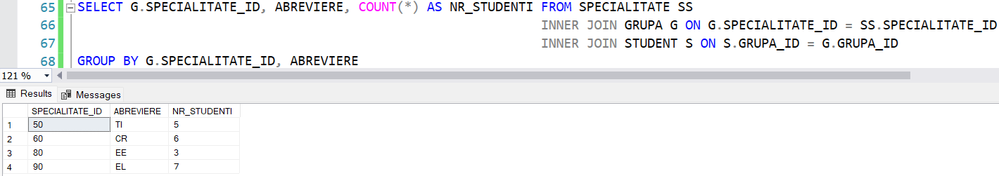 65 SELECT G.SPECIALITATE_ID, ABREVIERE, COUNT(*) AS NR_STUDENTI FROM SPECIALITATE SS
66 INNER JOIN GRUPA G ON G.SPECIALITATE_ID = SS.SPECIALITATE_ID
67 INNER JOIN STUDENT S ON S.GRUPA_ID = G.GRUPA_ID
68 GROUP BY G.SPECIALITATE_ID, ABREVIERE
121 %
Results Messages
SPECIALITATE_ID ABREVIERE NR_STUDENTI
1 50 TI 5
2 60 CR 6
3 80 EE 3
4 90 EL 7